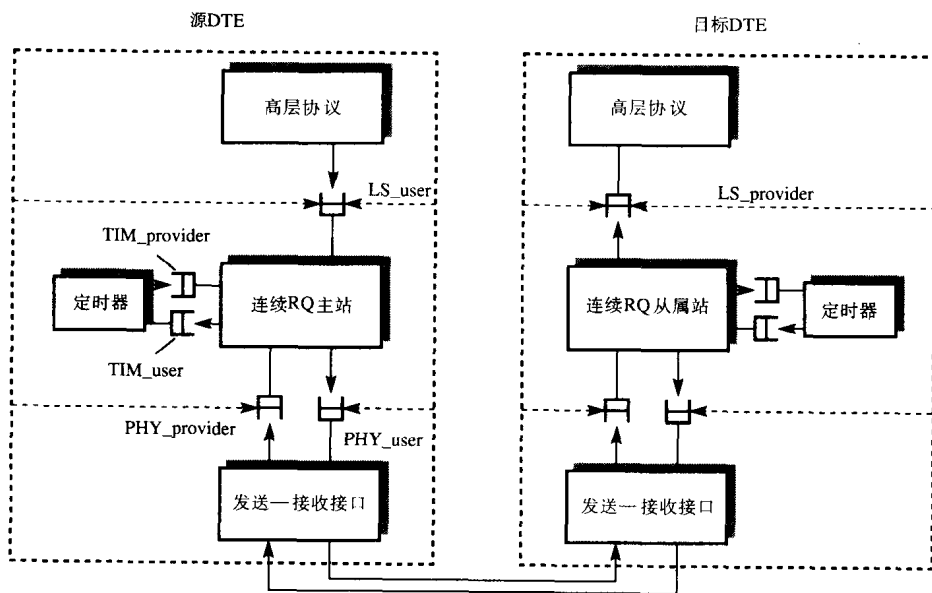 源DTE
目标DTE
高层协议
高层协议
LS_user
LS_provider
TIM_provider
定时器
连续RQ主站
连续RQ从属站
定时器
TIM_user
PHY_provider
PHY_user
发送—接收接口
发送—接收接口